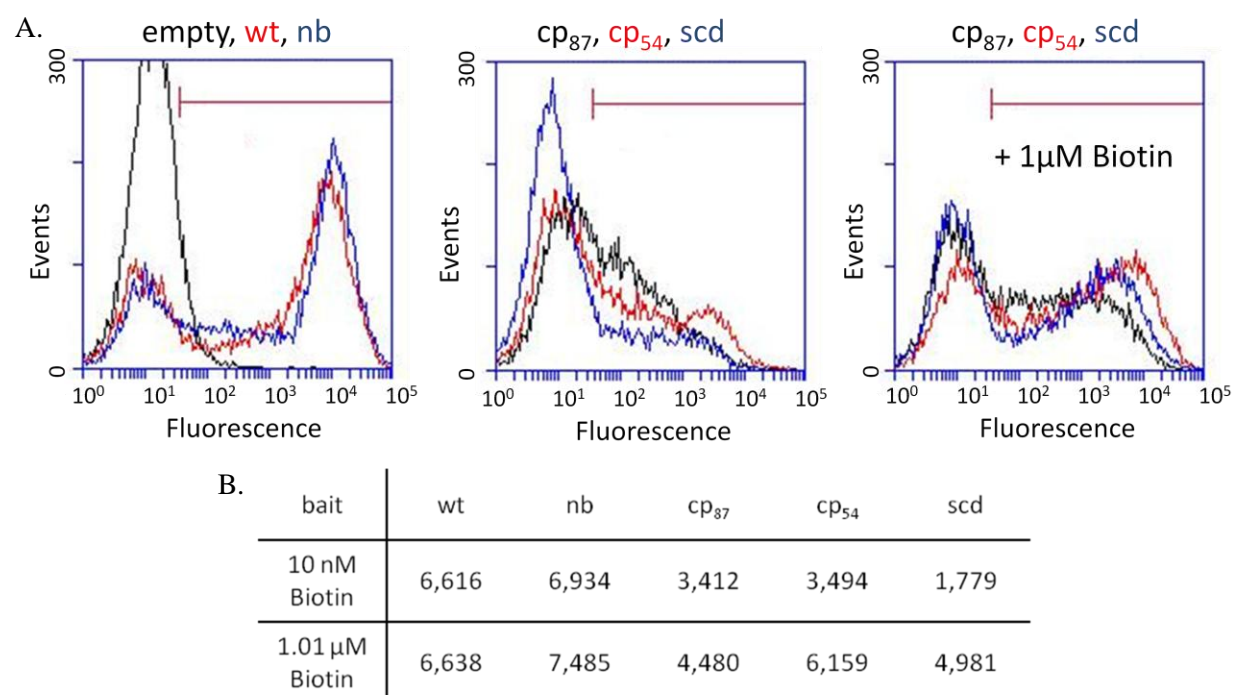 A.
empty, wt, nb
300
Events
0
10⁰ 10¹ 10² 10³ 10⁴ 10⁵
Fluorescence
cp₈₇, cp₅₄, scd
300
Events
0
10⁰ 10¹ 10² 10³ 10⁴ 10⁵
Fluorescence
cp₈₇, cp₅₄, scd
300
+ 1µM Biotin
Events
0
10⁰ 10¹ 10² 10³ 10⁴ 10⁵
Fluorescence
B.
bait wt nb cp₈₇ cp₅₄ scd
10 nM
Biotin 6,616 6,934 3,412 3,494 1,779
1.01 µM
Biotin 6,638 7,485 4,480 6,159 4,981